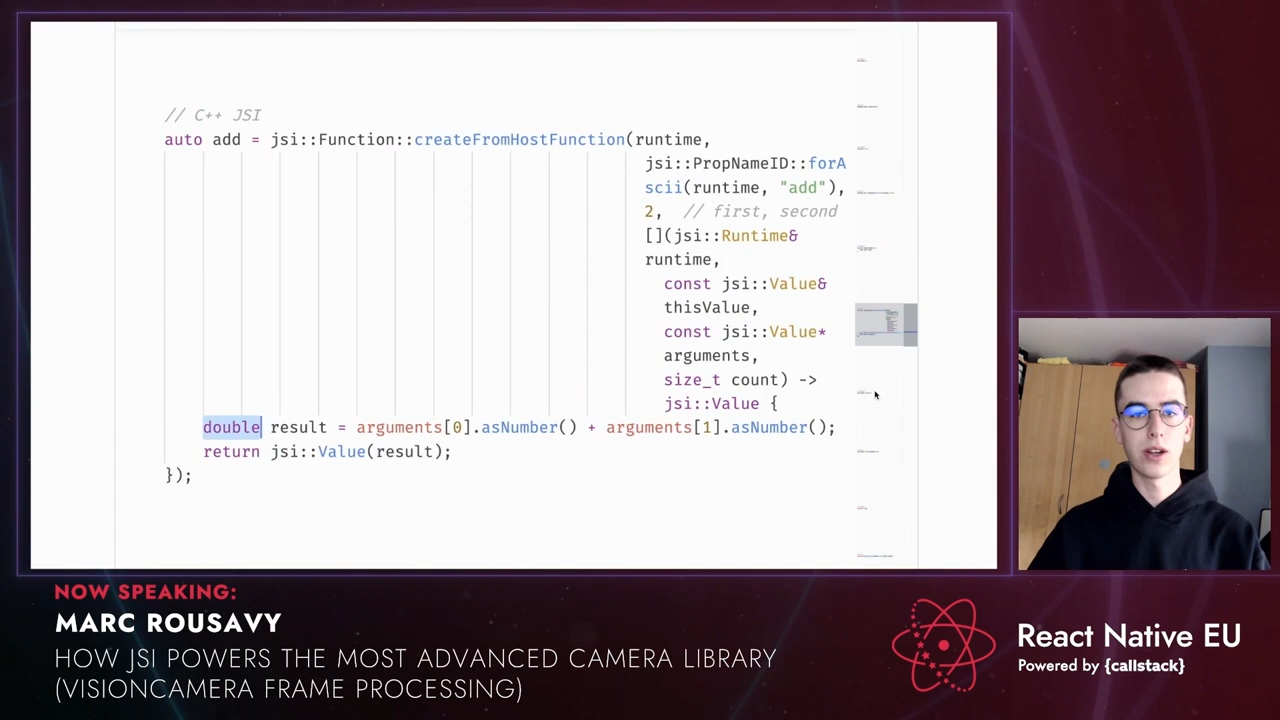 // C++ JSI
auto add = jsi::Function::createFromHostFunction(runtime,
jsi::PropNameID::forA
scii(runtime, "add"),
2,  // first, second
[](jsi::Runtime&
runtime,
const jsi::Value&
thisValue,
const jsi::Value*
arguments,
size_t count) ->
jsi::Value {
double result = arguments[0].asNumber() + arguments[1].asNumber();
return jsi::Value(result);
});
NOW SPEAKING:
MARC ROUSAVY
HOW JSI POWERS THE MOST ADVANCED CAMERA LIBRARY
(VISIONCAMERA FRAME PROCESSING)
React Native EU
Powered by {callstack}